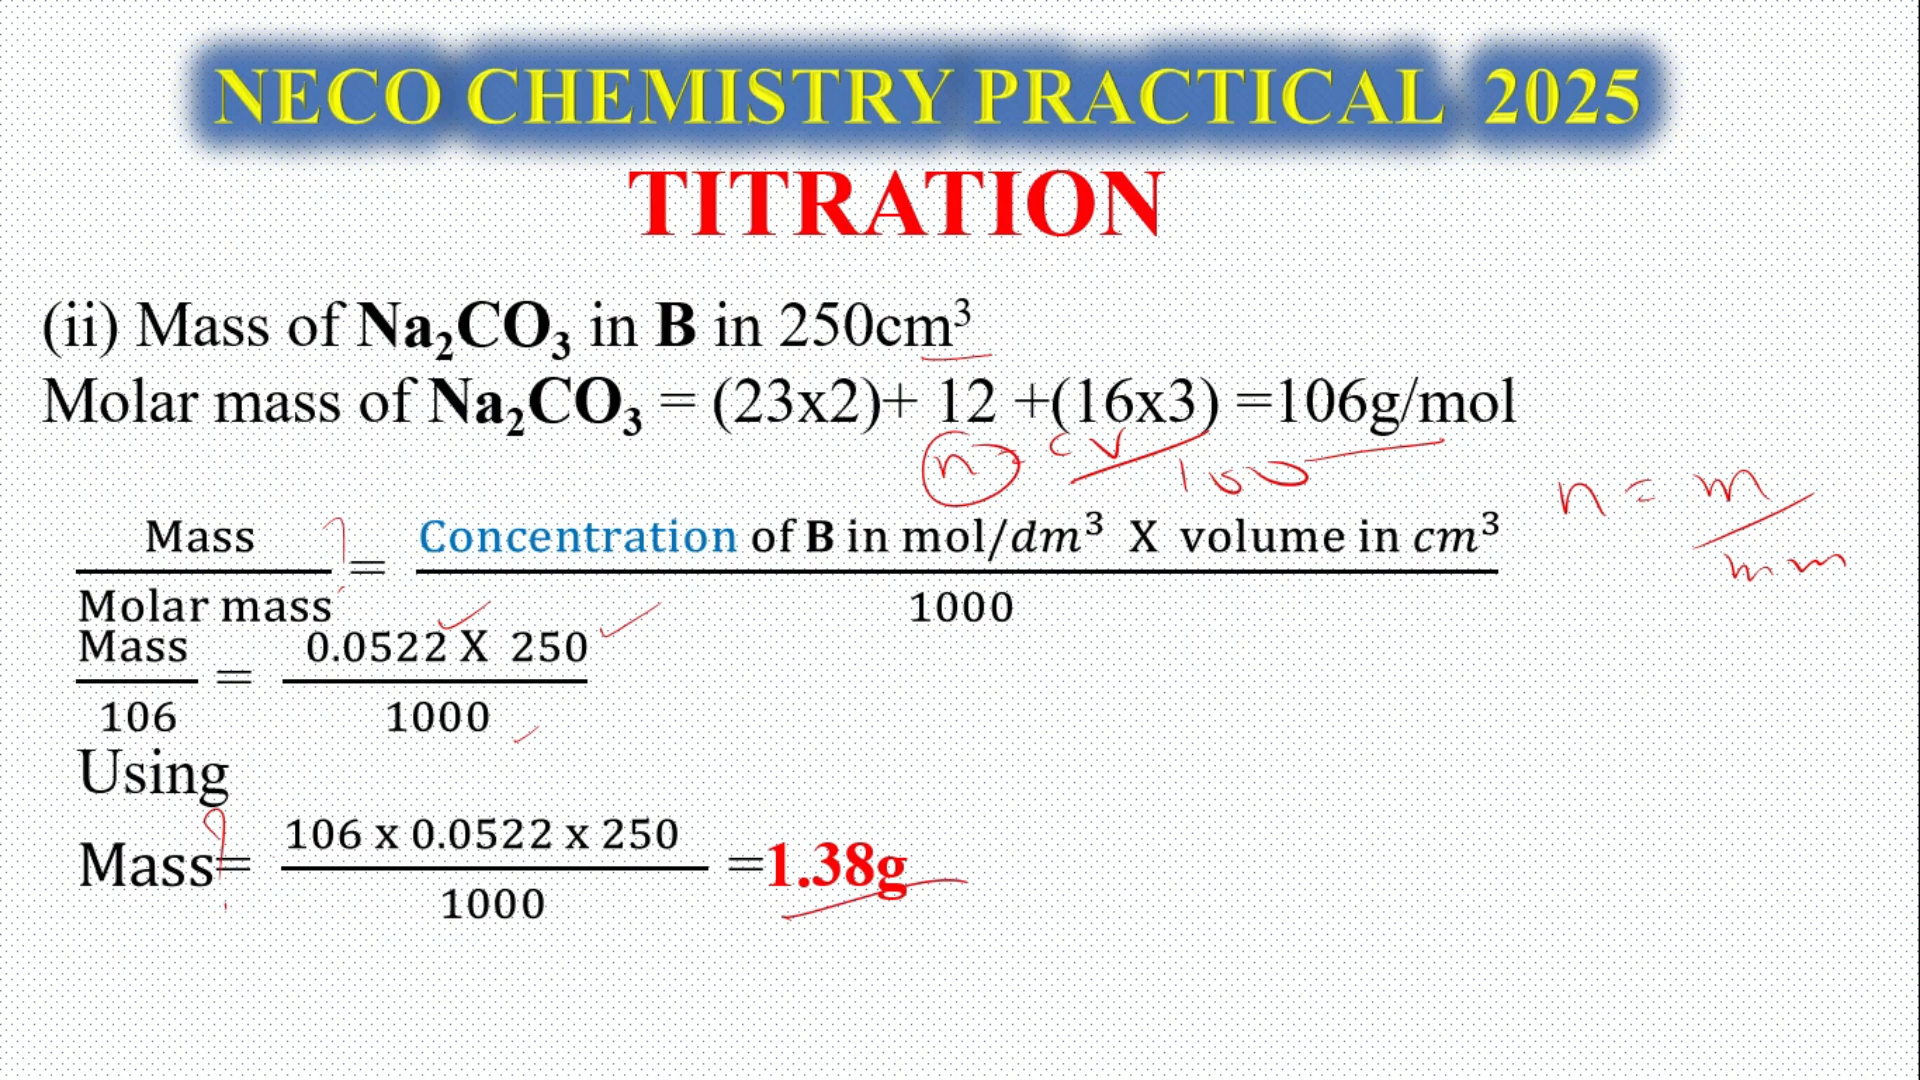 NECO CHEMISTRY PRACTICAL 2025
TITRATION
(ii) Mass of Na₂CO₃ in B in 250cm³
Molar mass of Na₂CO₃ = (23x2)+ 12 +(16x3) =106g/mol
n = cv
n = m
Mass = Concentration of B in mol/dm³ X volume in cm³
mm
Molar mass 1000
Mass = 0.0522 X 250
106 1000
Using
Mass= 106 x 0.0522 x 250 =1.38g
1000